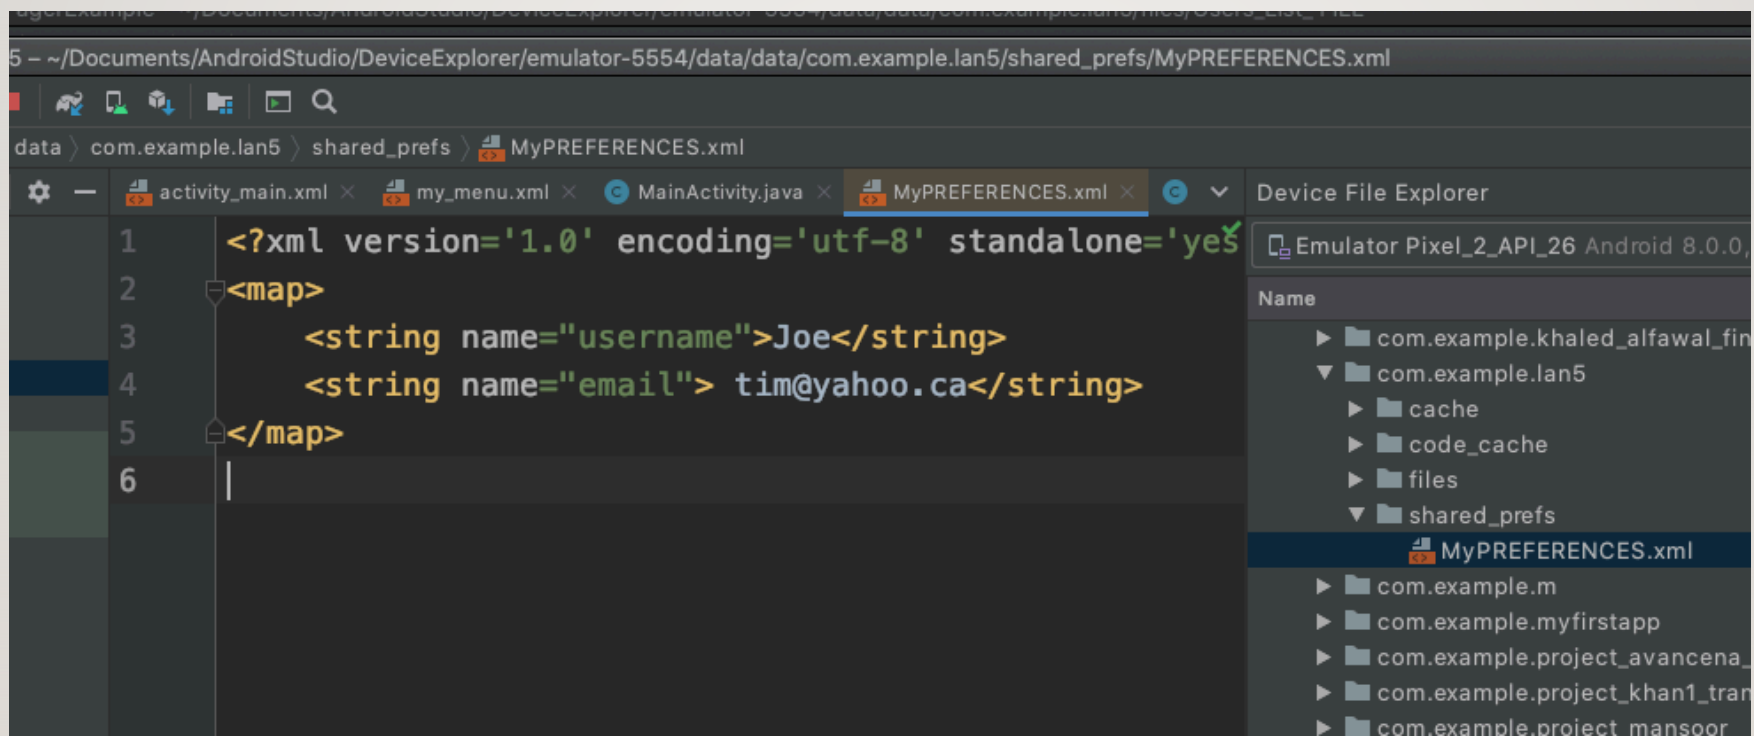 5 – ~/Documents/AndroidStudio/DeviceExplorer/emulator-5554/data/data/com.example.lan5/shared_prefs/MyPREFERENCES.xml
data 〉 com.example.lan5 〉 shared_prefs 〉 MyPREFERENCES.xml
activity_main.xml × my_menu.xml × MainActivity.java × MyPREFERENCES.xml ×
Device File Explorer
1 <?xml version='1.0' encoding='utf-8' standalone='yes
2 <map>
3 <string name="username">Joe</string>
4 <string name="email"> tim@yahoo.ca</string>
5 </map>
6
Emulator Pixel_2_API_26 Android 8.0.0,
Name
com.example.khaled_alfawal_fin
com.example.lan5
cache
code_cache
files
shared_prefs
MyPREFERENCES.xml
com.example.m
com.example.myfirstapp
com.example.project_avancena_
com.example.project_khan1_tran
com.example.project_mansoor